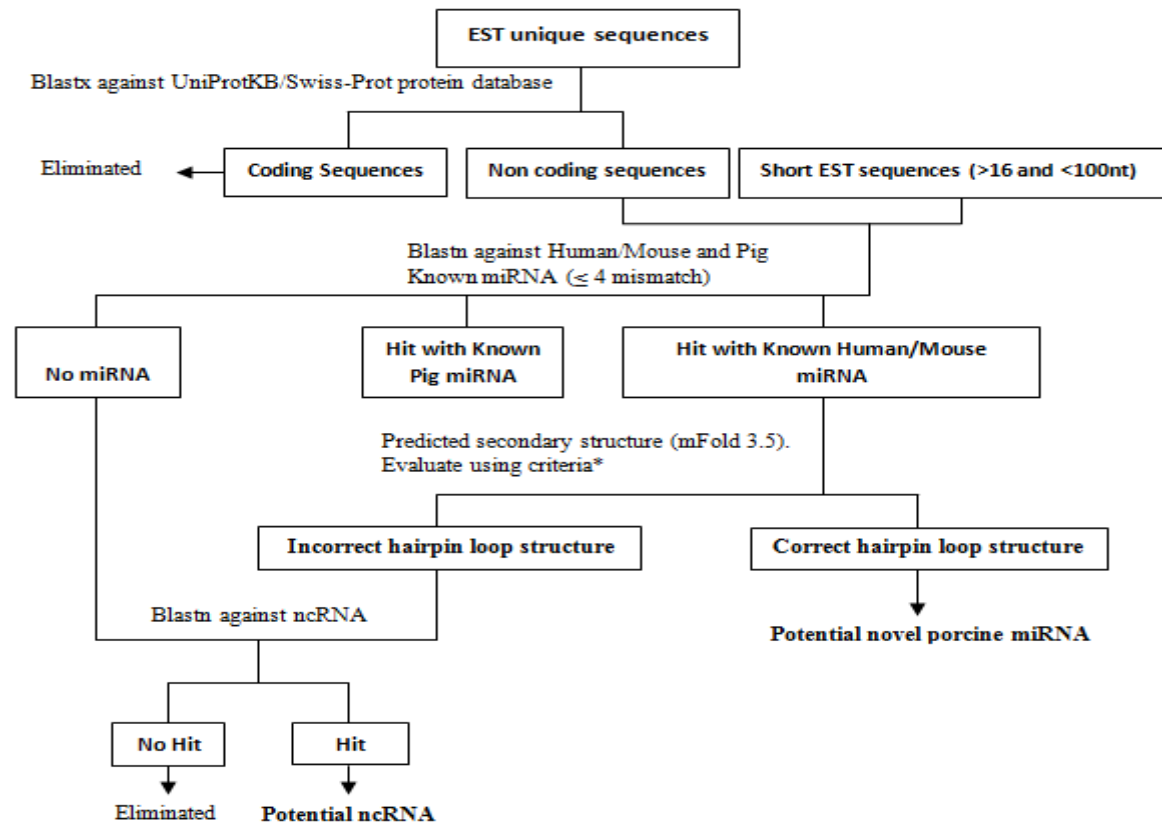 EST unique sequences
Blastx against UniProtKB/Swiss-Prot protein database
Eliminated
Coding Sequences
Non coding sequences
Short EST sequences (>16 and <100nt)
Blastn against Human/Mouse and Pig
Known miRNA (≤ 4 mismatch)
No miRNA
Hit with Known
Pig miRNA
Hit with Known Human/Mouse
miRNA
Predicted secondary structure (mFold 3.5).
Evaluate using criteria*
Incorrect hairpin loop structure
Correct hairpin loop structure
Blastn against ncRNA
Potential novel porcine miRNA
No Hit
Hit
Eliminated
Potential ncRNA